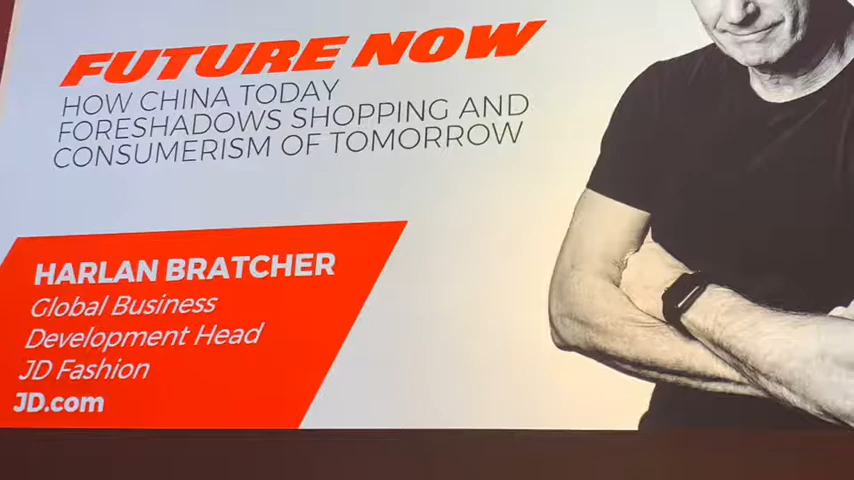 FUTURE NOW
HOW CHINA TODAY
FORESHADOWS SHOPPING AND
CONSUMERISM OF TOMORROW
HARLAN BRATCHER
Global Business
Development Head
JD Fashion
JD.com